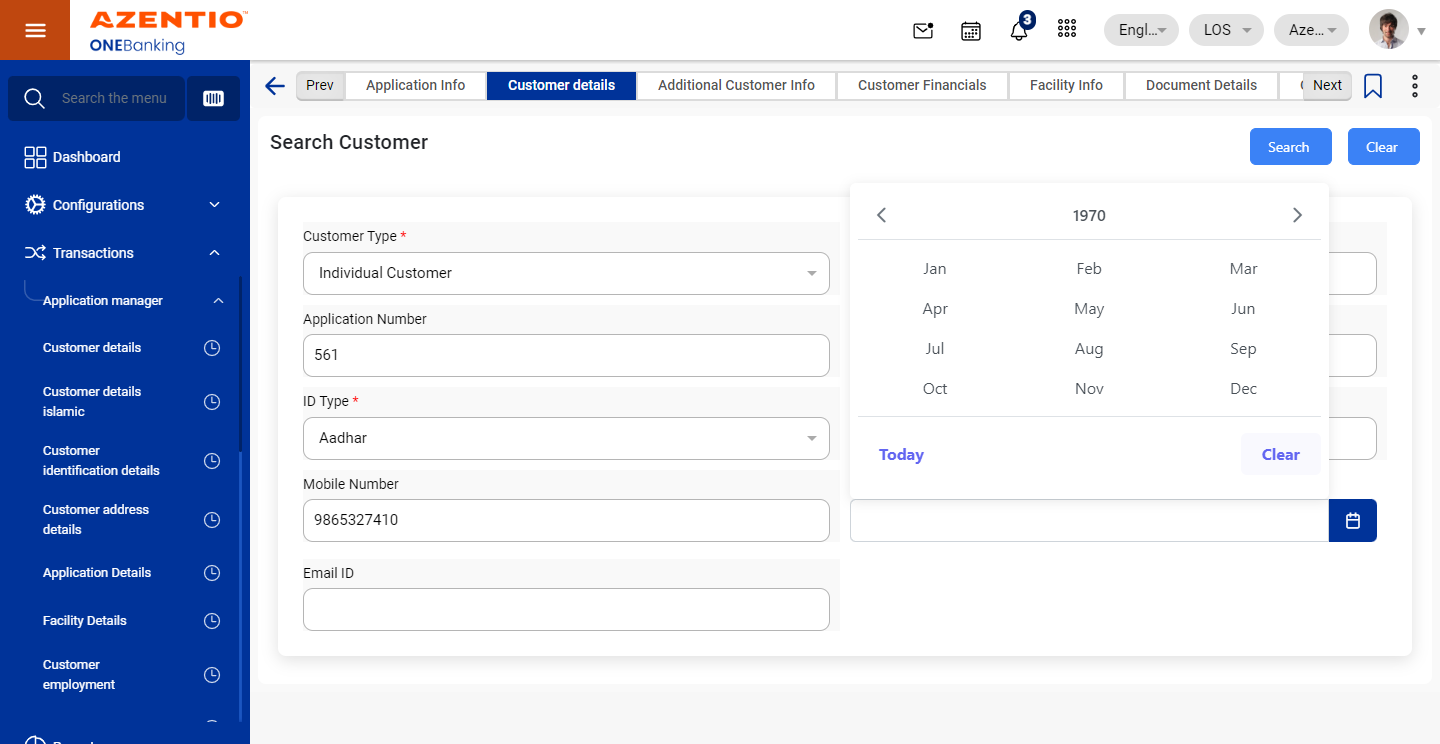 AZENTIO™
ONEBanking
3
Engl...
LOS
Aze...
Search the menu
Dashboard
Configurations
Transactions
Application manager
Customer details
Customer details
islamic
Customer
identification details
Customer address
details
Application Details
Facility Details
Customer
employment
Prev
Application Info
Customer details
Additional Customer Info
Customer Financials
Facility Info
Document Details
Next
Search Customer
Search
Clear
Customer Type *
Individual Customer
Application Number
561
ID Type *
Aadhar
Mobile Number
9865327410
Email ID
1970
Jan Feb Mar
Apr May Jun
Jul Aug Sep
Oct Nov Dec
Today
Clear